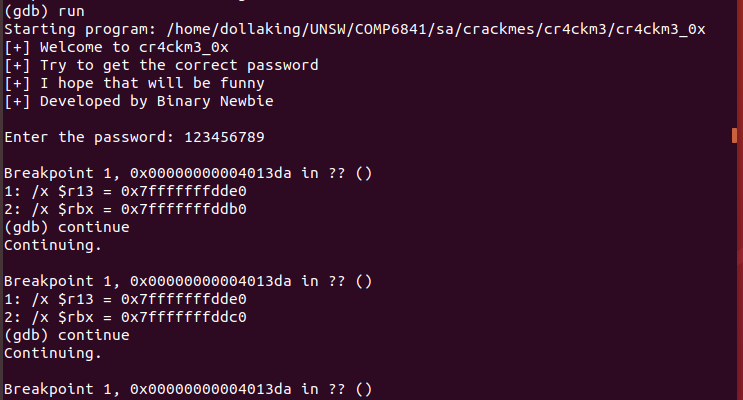 (gdb) run
Starting program: /home/dollaking/UNSW/COMP6841/sa/crackmes/cr4ckm3/cr4ckm3_0x
[+] Welcome to cr4ckm3_0x
[+] Try to get the correct password
[+] I hope that will be funny
[+] Developed by Binary Newbie
Enter the password: 123456789
Breakpoint 1, 0x00000000004013da in ?? ()
1: /x $r13 = 0x7fffffffdde0
2: /x $rbx = 0x7fffffffddb0
(gdb) continue
Continuing.
Breakpoint 1, 0x00000000004013da in ?? ()
1: /x $r13 = 0x7fffffffdde0
2: /x $rbx = 0x7fffffffddc0
(gdb) continue
Continuing.
Breakpoint 1, 0x00000000004013da in ?? ()